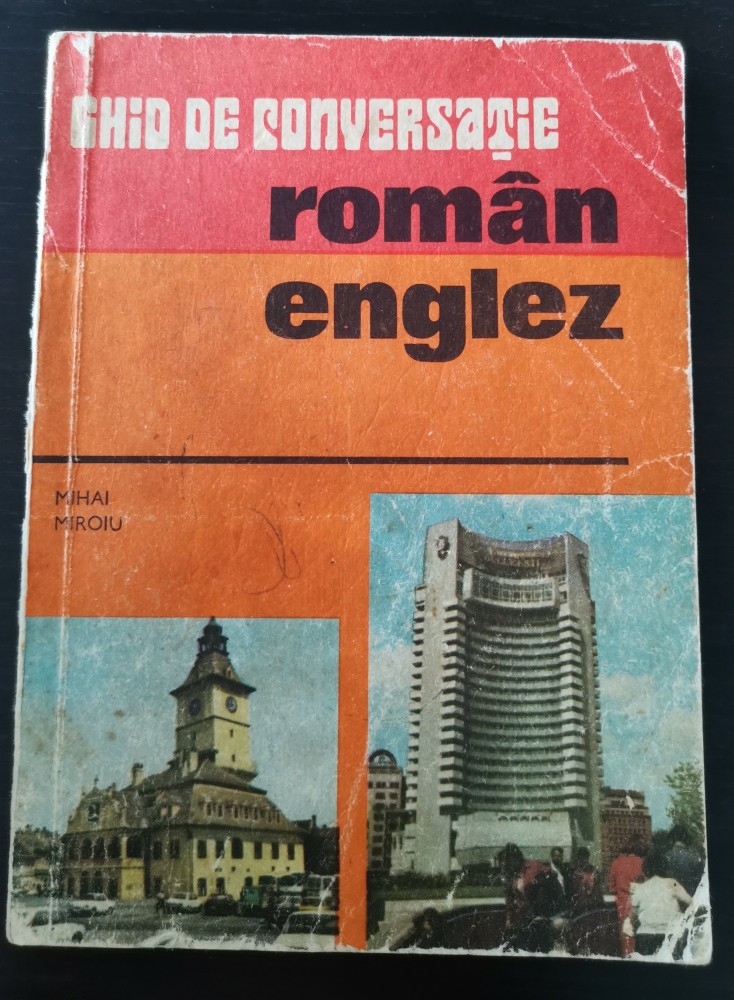 GHID DE CONVERSAȚIE
român
englez
MIHAI
MIROIU